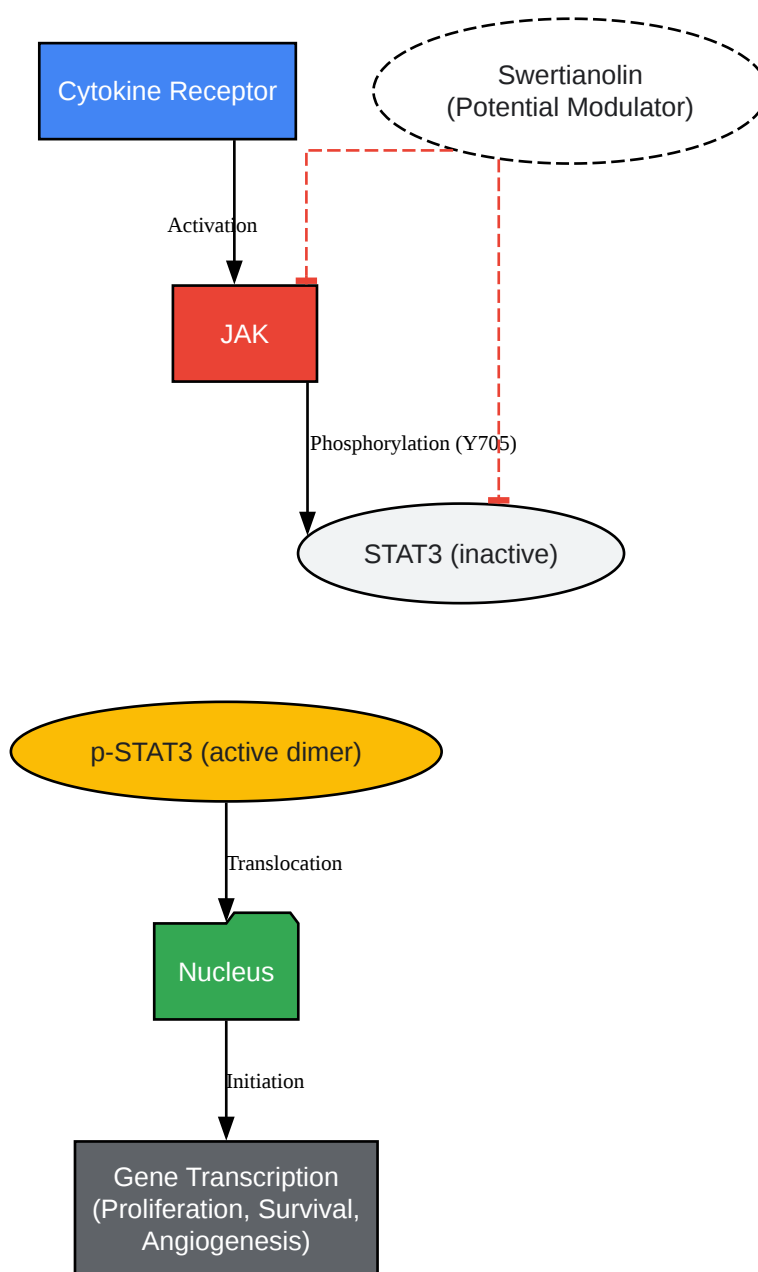 Cytokine Receptor
Swertianolin
(Potential Modulator)
Activation
JAK
Phosphorylation (Y705)
STAT3 (inactive)
p-STAT3 (active dimer)
Translocation
Nucleus
Initiation
Gene Transcription
(Proliferation, Survival,
Angiogenesis)